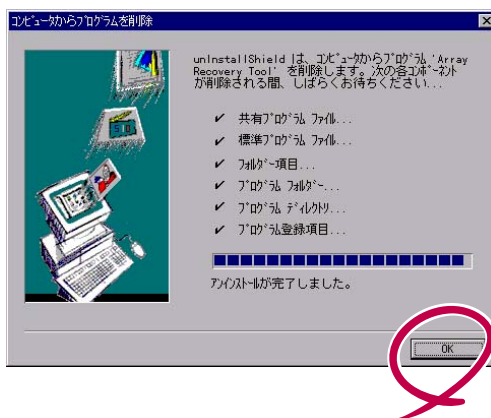 コンピュータからプログラムを削除
unInstallShield は、コンピュータからプログラム 'Array
Recovery Tool' を削除します。次の各コンポーネント
が削除される間、しばらくお待ちください...
✔ 共有プログラム ファイル...
✔ 標準プログラム ファイル...
✔ フォルダー項目...
✔ プログラム フォルダー...
✔ プログラム ディレクトリ...
✔ プログラム登録項目...
アンインストールが完了しました。
OK